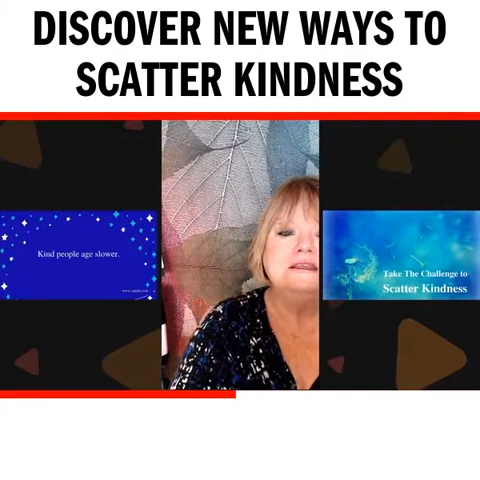 DISCOVER NEW WAYS TO
SCATTER KINDNESS
Kind people age slower.
Take The Challenge to
Scatter Kindness